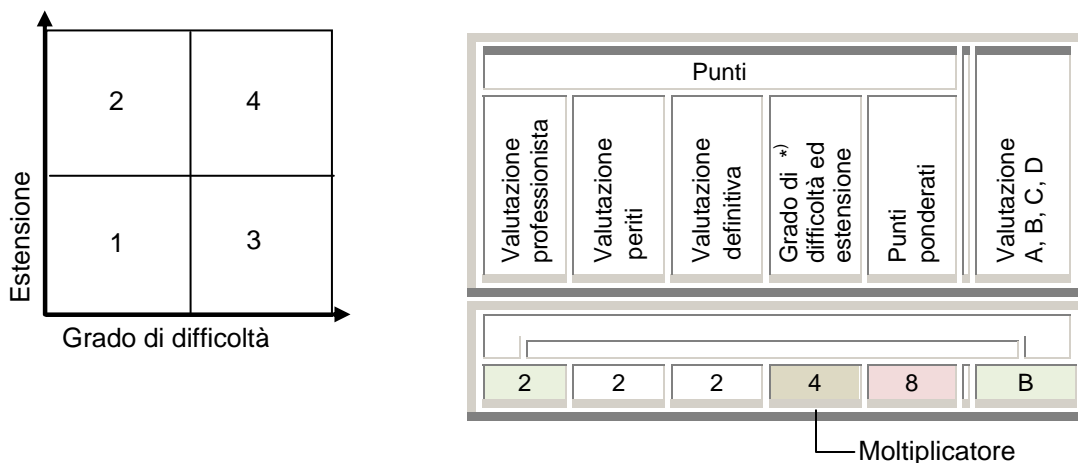 2
4
1
3
Estensione
Grado di difficoltà
Punti
Valutazione
professionista
Valutazione
periti
Valutazione
definitiva
Grado di *)
difficoltà ed
estensione
Punti
ponderati
Valutazione
A, B, C, D
2
2
2
4
8
B
Moltiplicatore